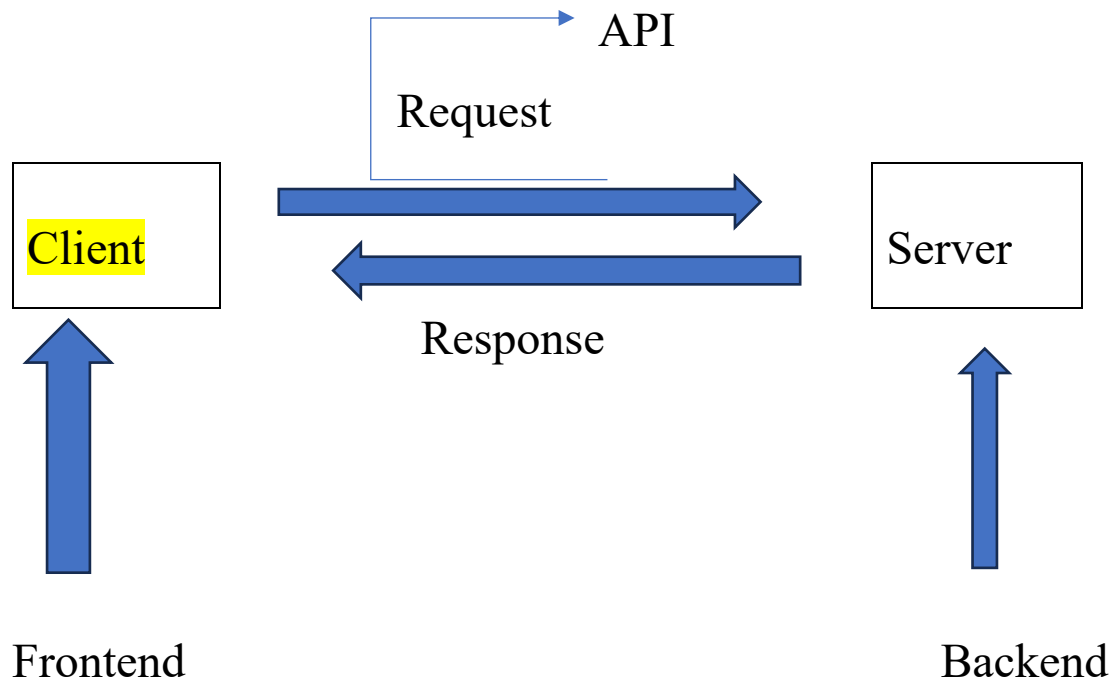 API
Request
Client
Server
Response
Frontend
Backend